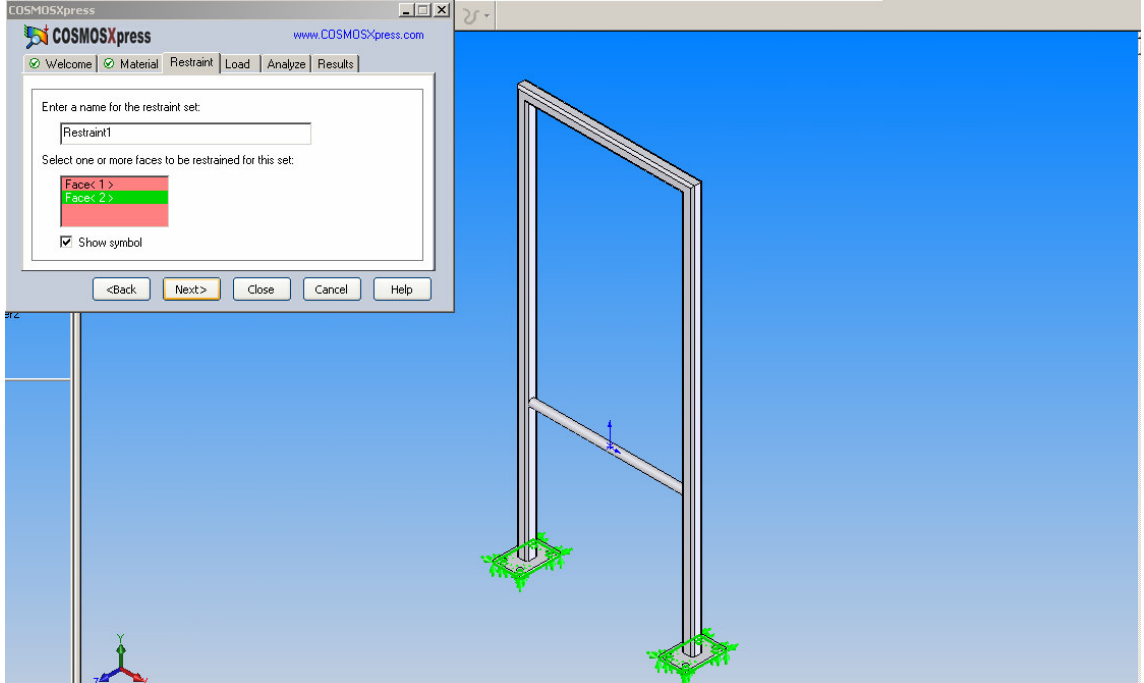 COSMOSXpress
COSMOSXpress
www.COSMOSXpress.com
Welcome Material Restraint Load Analyze Results
Enter a name for the restraint set:
Restraint1
Select one or more faces to be restrained for this set:
Face< 1 >
Face< 2 >
Show symbol
<Back Next> Close Cancel Help
er2
Y
Z X